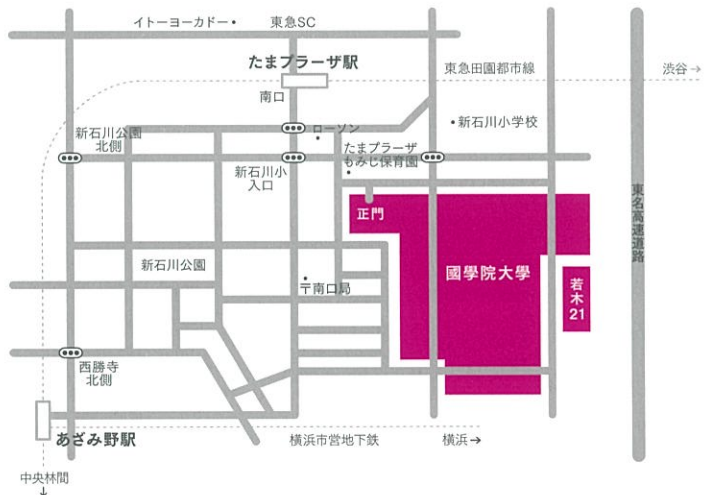 イトーヨーカドー•
東急SC
たまプラーザ駅
東急田園都市線
渋谷→
南口
ローソン
•新石川小学校
新石川公園
北側
たまプラーザ
もみじ保育園
新石川小
入口
東名高速道路
正門
新石川公園
國學院大學
若木21
〒南口局
西勝寺
北側
あざみ野駅
横浜市営地下鉄
横浜→
中央林間
↓